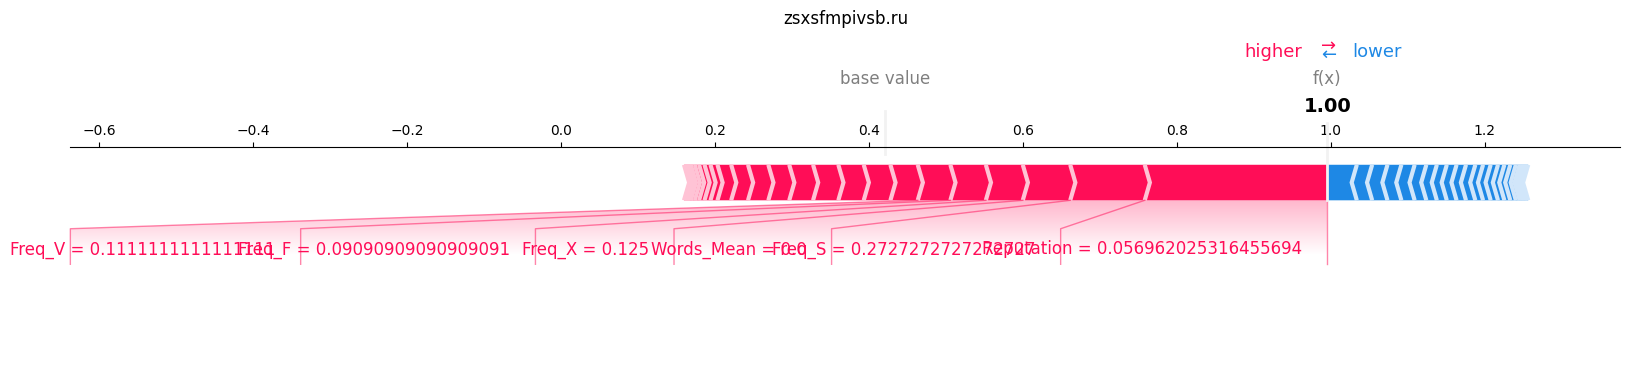 zsxsfmpivsb.ru
higher ⇄ lower
base value f(x)
1.00
−0.6 −0.4 −0.2 0.0 0.2 0.4 0.6 0.8 1.0 1.2
Freq_V = 0.1111111111111111 Freq_F = 0.09090909090909091 Freq_X = 0.125 Words_Mean = 0.0 Freq_S = 0.2727272727272727 Reputation = 0.056962025316455694